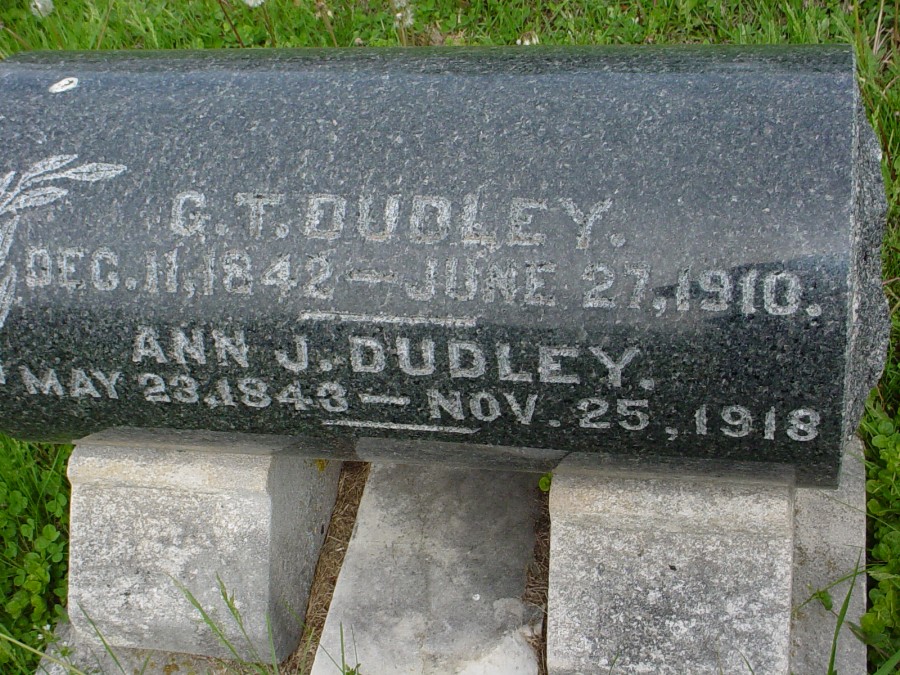 G.T. DUDLEY.
DEC. 11, 1842 — JUNE 27, 1910.
ANN J. DUDLEY.
MAY 23, 1843 — NOV. 25, 1918